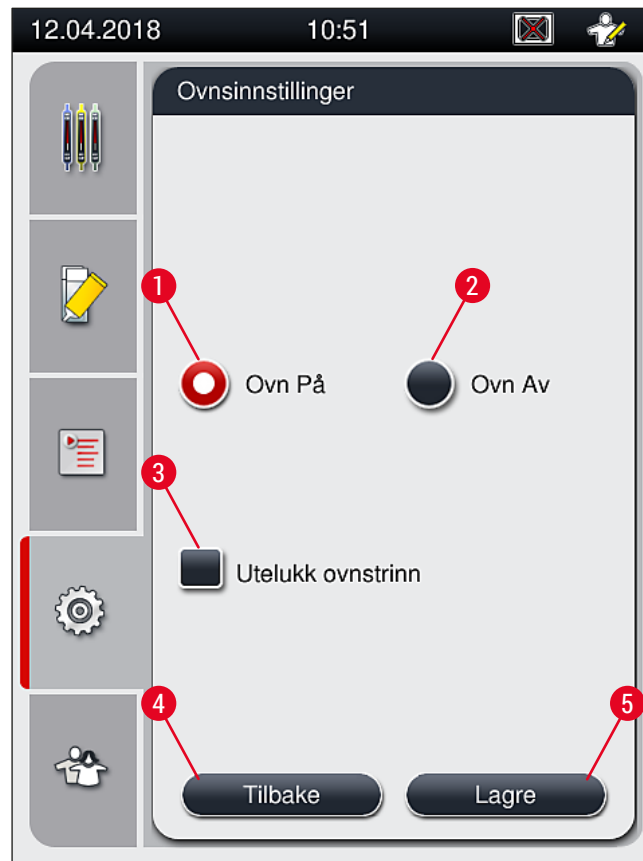 12.04.2018 10:51
Ovnsinnstillinger
1 2
Ovn På Ovn Av
3
Utelukk ovnstrinn
4 5
Tilbake Lagre